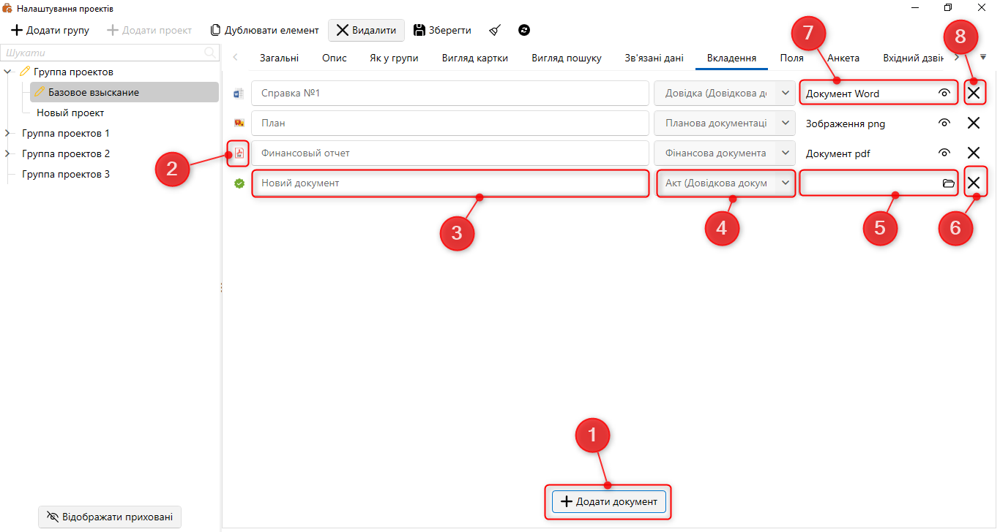 Налаштування проектів
Додати групу Додати проект Дублювати елемент Видалити Зберегти
Шукати
Группа проектов
Базовое взыскание
Новый проект
Группа проектов 1
Группа проектов 2
Группа проектов 3
Відображати приховані
Загальні Опис Як у групи Вигляд картки Вигляд пошуку Зв'язані дані Вкладення Поля Анкета Вхідний дзвін
7 8
Справка №1 Довідка (Довідкова д Документ Word
План Планова документаці Зображення png
Финансовый отчет Фінансова документа Документ pdf
2
Новий документ Акт (Довідкова докум
3 4 5 6
1
Додати документ